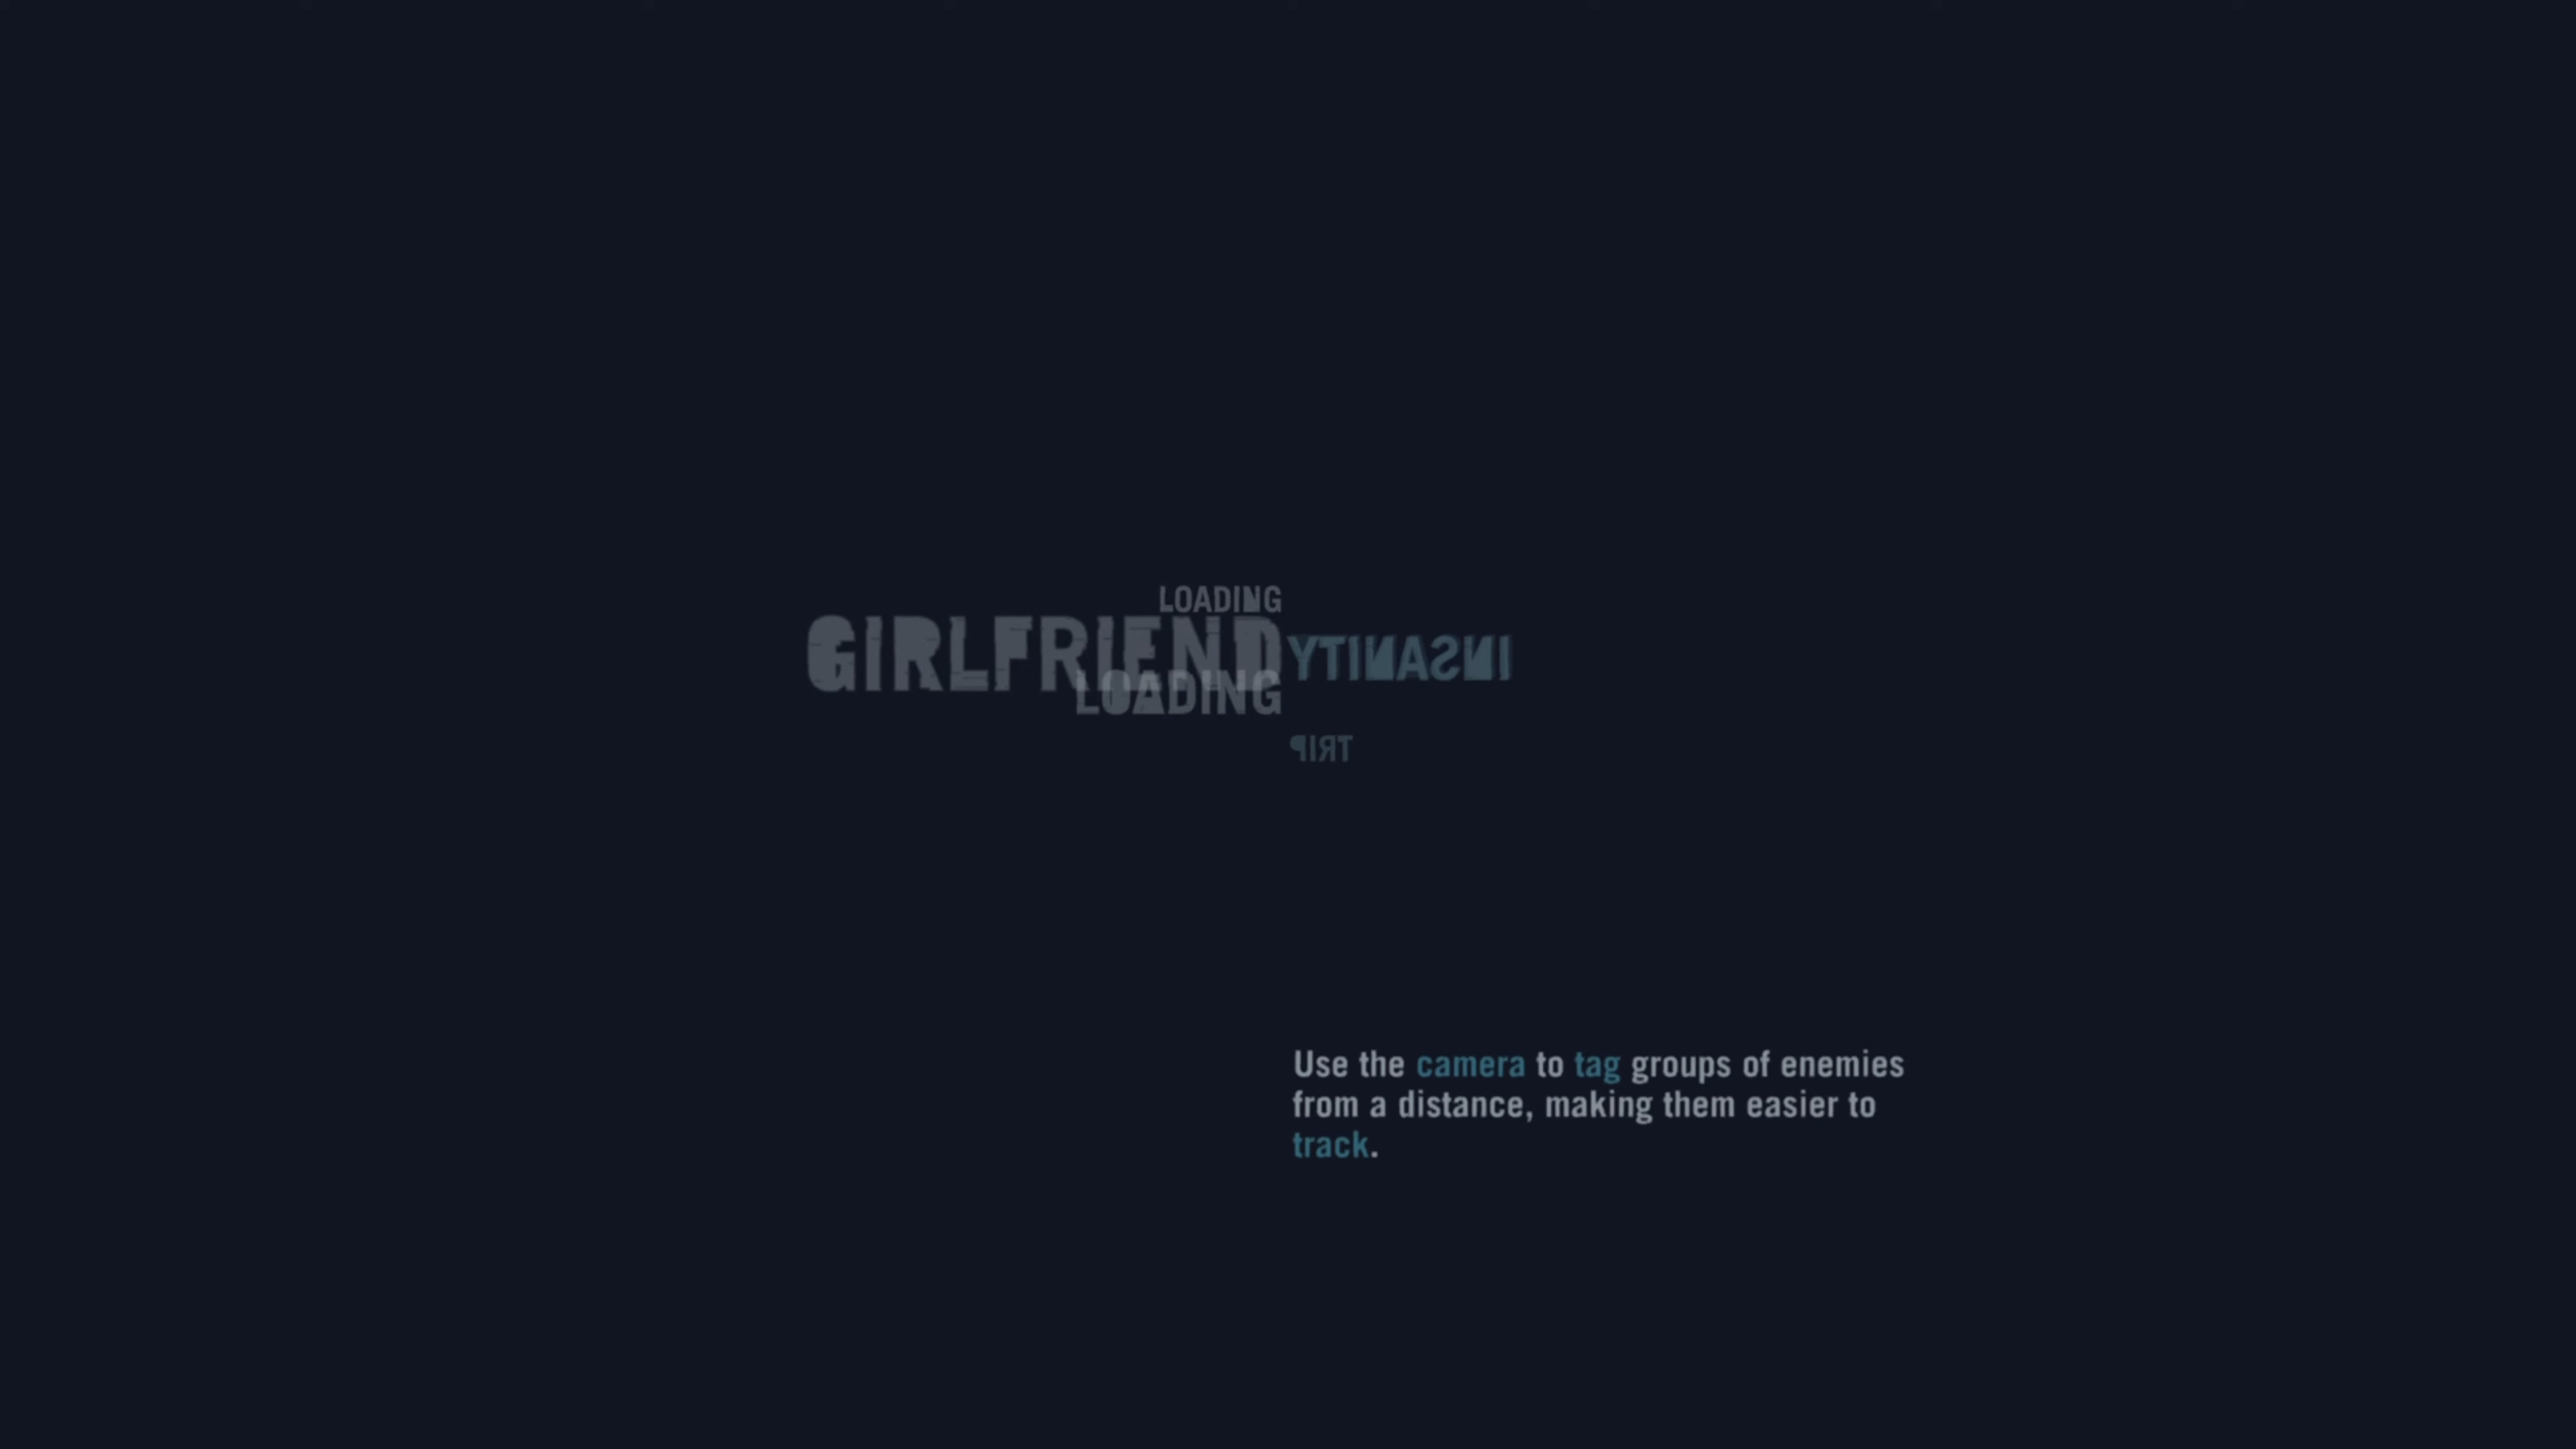 LOADING
GIRLFRIEND
INSANITY
LOADING
TRIP
Use the camera to tag groups of enemies
from a distance, making them easier to
track.